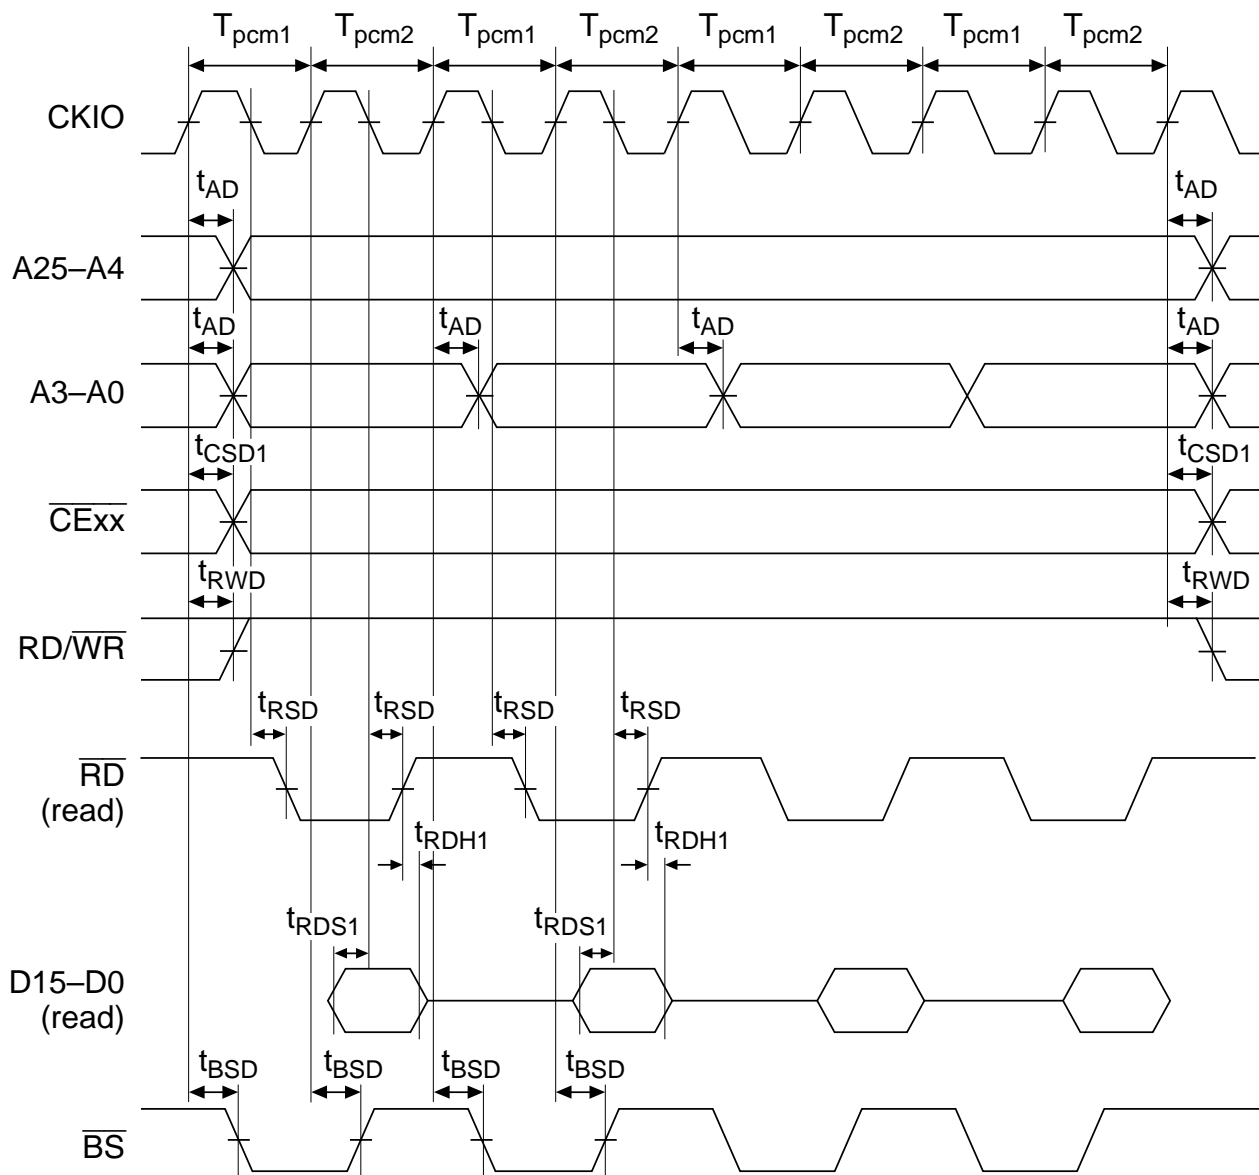 Tpcm1 Tpcm2 Tpcm1 Tpcm2 Tpcm1 Tpcm2 Tpcm1 Tpcm2
CKIO
tAD tAD
A25–A4
tAD tAD tAD tAD
A3–A0
tCSD1 tCSD1
CExx
tRWD tRWD
RD/WR
tRSD tRSD tRSD tRSD
RD
(read)
tRDH1 tRDH1
tRDS1 tRDS1
D15–D0
(read)
tBSD tBSD tBSD tBSD
BS